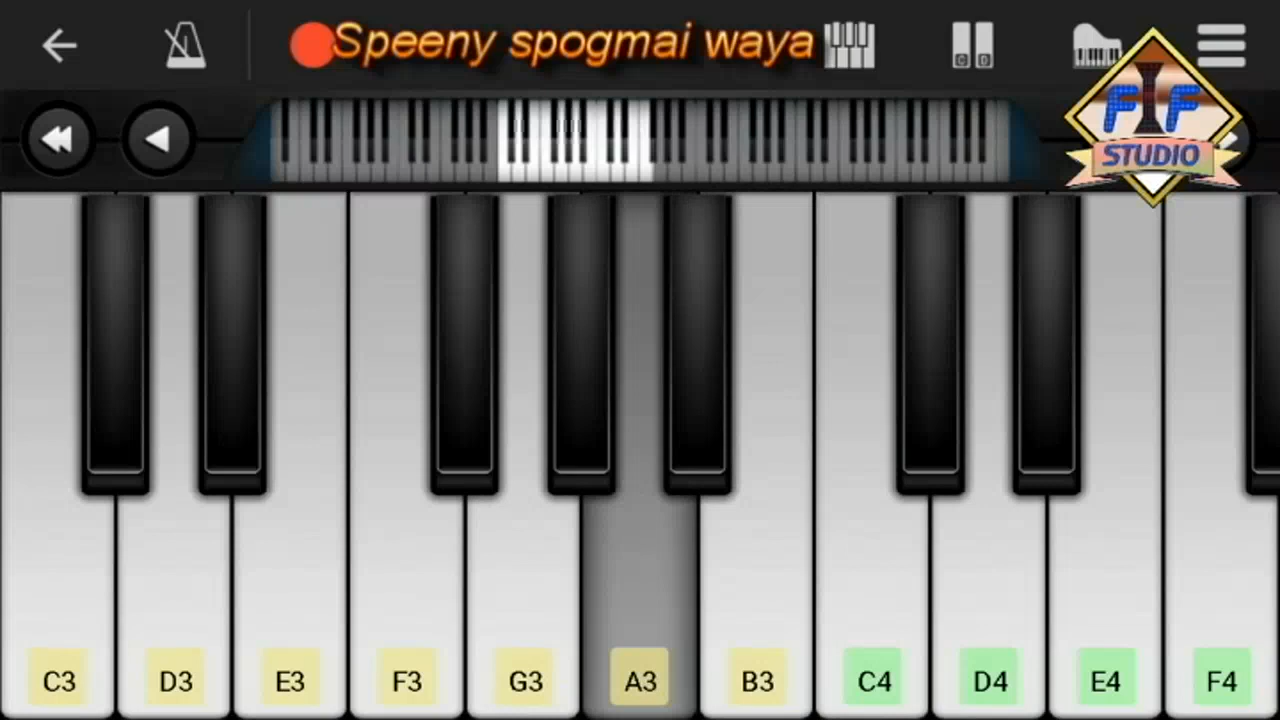 Speeny spogmai waya
C D
FIF
STUDIO
C3 D3 E3 F3 G3 A3 B3 C4 D4 E4 F4